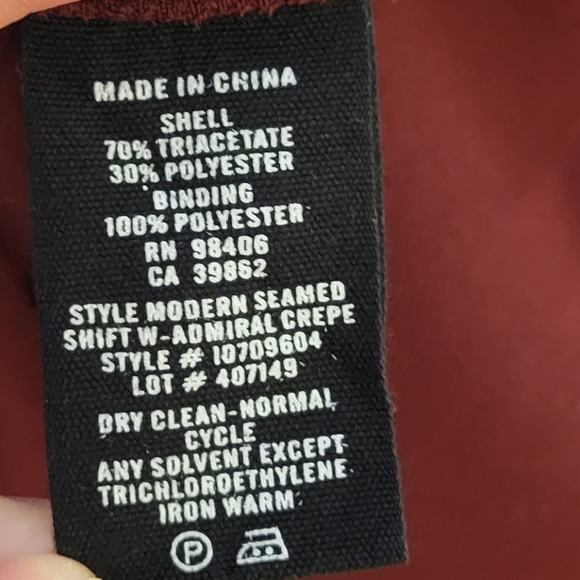 MADE IN CHINA
SHELL
70% TRIACETATE
30% POLYESTER
BINDING
100% POLYESTER
RN 98406
CA 39862
STYLE MODERN SEAMED
SHIFT W-ADMIRAL CREPE
STYLE # 10709604
LOT # 407149
DRY CLEAN-NORMAL
CYCLE
ANY SOLVENT EXCEPT
TRICHLOROETHYLENE
IRON WARM
P